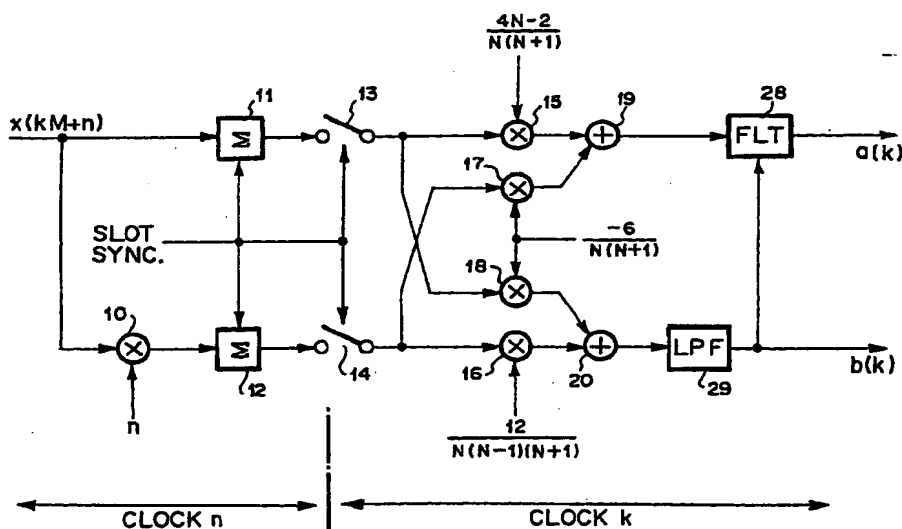 4N-2
N(N+1)
11
13
15
19
28
x(kM+n)
M
FLT
a(k)
17
SLOT
SYNC.
-6
N(N+1)
18
10
M
LPF
b(k)
12
14
16
20
29
n
12
N(N-1)(N+1)
CLOCK n
CLOCK k